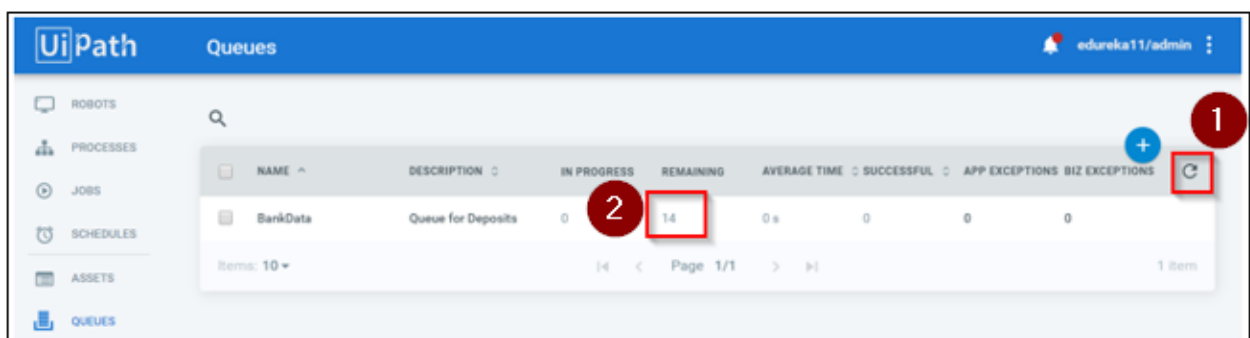 UiPath Queues edureka11/admin
ROBOTS
1
PROCESSES
NAME DESCRIPTION IN PROGRESS REMAINING AVERAGE TIME SUCCESSFUL APP EXCEPTIONS BIZ EXCEPTIONS
JOBS
BankData Queue for Deposits 0 2 14 0 s 0 0 0
SCHEDULES
Items: 10 Page 1/1 1 item
ASSETS
QUEUES